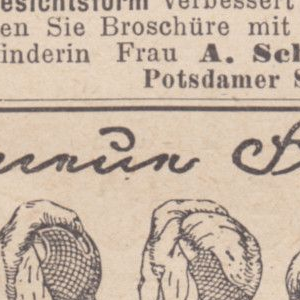 esichtsform verbessert
en Sie Broschüre mit
inderin Frau A. Sch
Potsdamer S